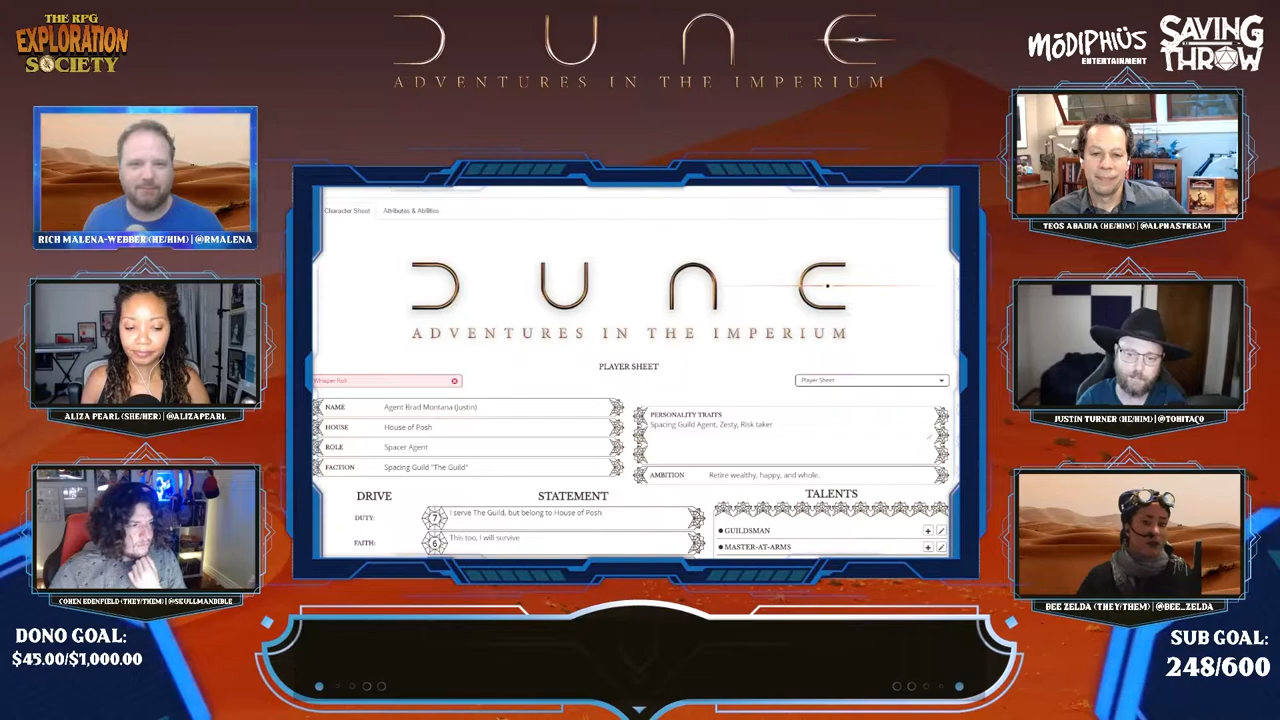 THE RPG
EXPLORATION
SOCIETY
DUNE
ADVENTURES IN THE IMPERIUM
MŌDIPHIÜS
ENTERTAINMENT
SAVING
THROW
RICH MALENA-WEBBER (HE/HIM) | @RMALENA
TEOS ABADIA (HE/HIM) | @ALPHASTREAM
Character Sheet
Attributes & Abilities
DUNE
ADVENTURES IN THE IMPERIUM
PLAYER SHEET
Whisper Roll
Player Sheet
NAME Agent Brad Montana (Justin)
HOUSE House of Posh
ROLE Spacer Agent
FACTION Spacing Guild "The Guild"
PERSONALITY TRAITS
Spacing Guild Agent, Zesty, Risk taker
AMBITION Retire wealthy, happy, and whole.
DRIVE STATEMENT
DUTY: 7 I serve The Guild, but belong to House of Posh
FAITH: 6 This too, I will survive
TALENTS
GUILDSMAN
MASTER-AT-ARMS
ALIZA PEARL (SHE/HER) | @ALIZAPEARL
JUSTIN TURNER (HE/HIM) | @TOHITACO
COHEN EDENFIELD (THEY/THEM) | @SKULLMANDIBLE
BEE ZELDA (THEY/THEM) | @BEE_ZELDA
DONO GOAL:
$45.00/$1,000.00
SUB GOAL:
248/600